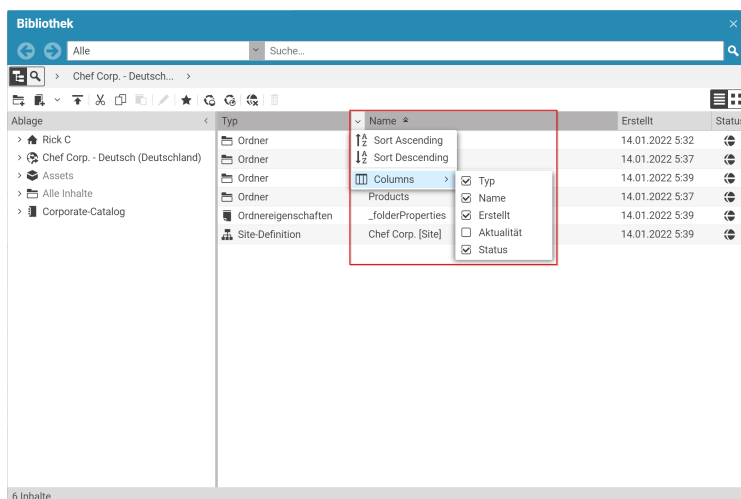 Bibliothek
Alle
Suche...
Chef Corp. - Deutsch...
Ablage
Typ
Name
Erstellt
Status
Rick C
Chef Corp. - Deutsch (Deutschland)
Assets
Alle Inhalte
Corporate-Catalog
Ordner
14.01.2022 5:32
Ordner
14.01.2022 5:37
Ordner
14.01.2022 5:39
Ordner
Products
14.01.2022 5:37
Ordnereigenschaften
_folderProperties
14.01.2022 5:39
Site-Definition
Chef Corp. [Site]
14.01.2022 5:39
Sort Ascending
Sort Descending
Columns
Typ
Name
Erstellt
Aktualität
Status
6 Inhalte